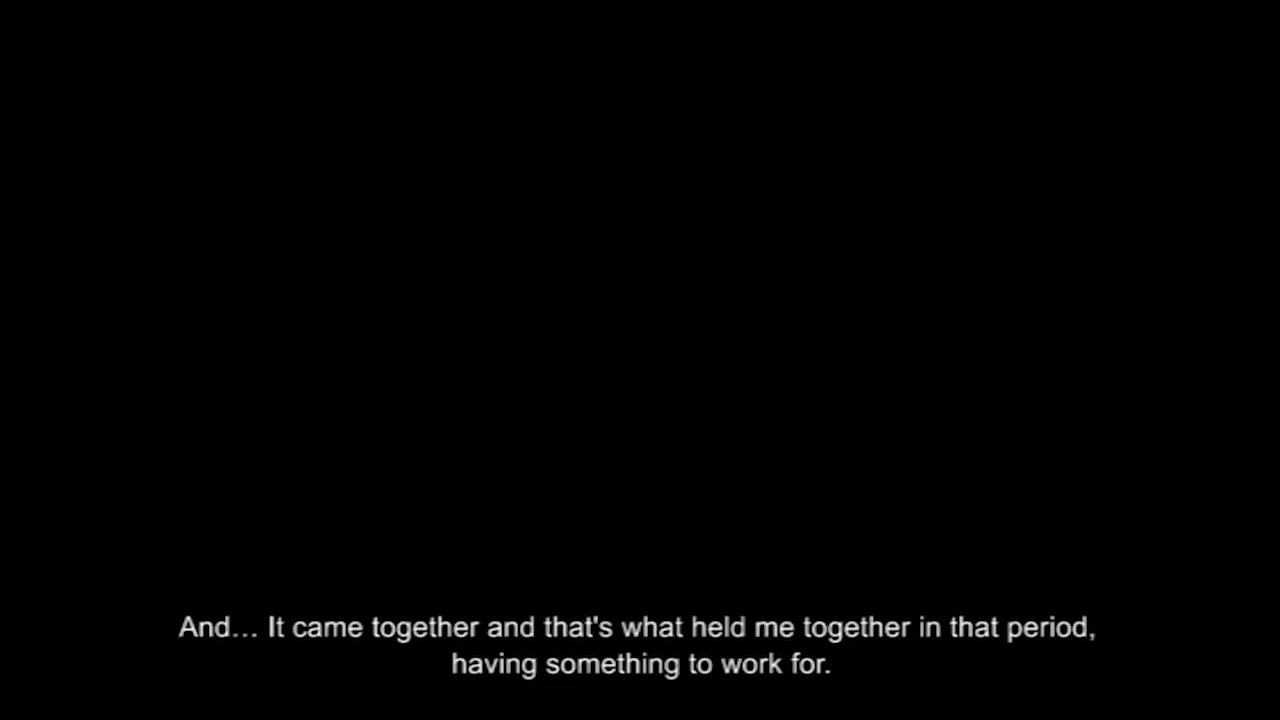 And… It came together and that's what held me together in that period,
having something to work for.